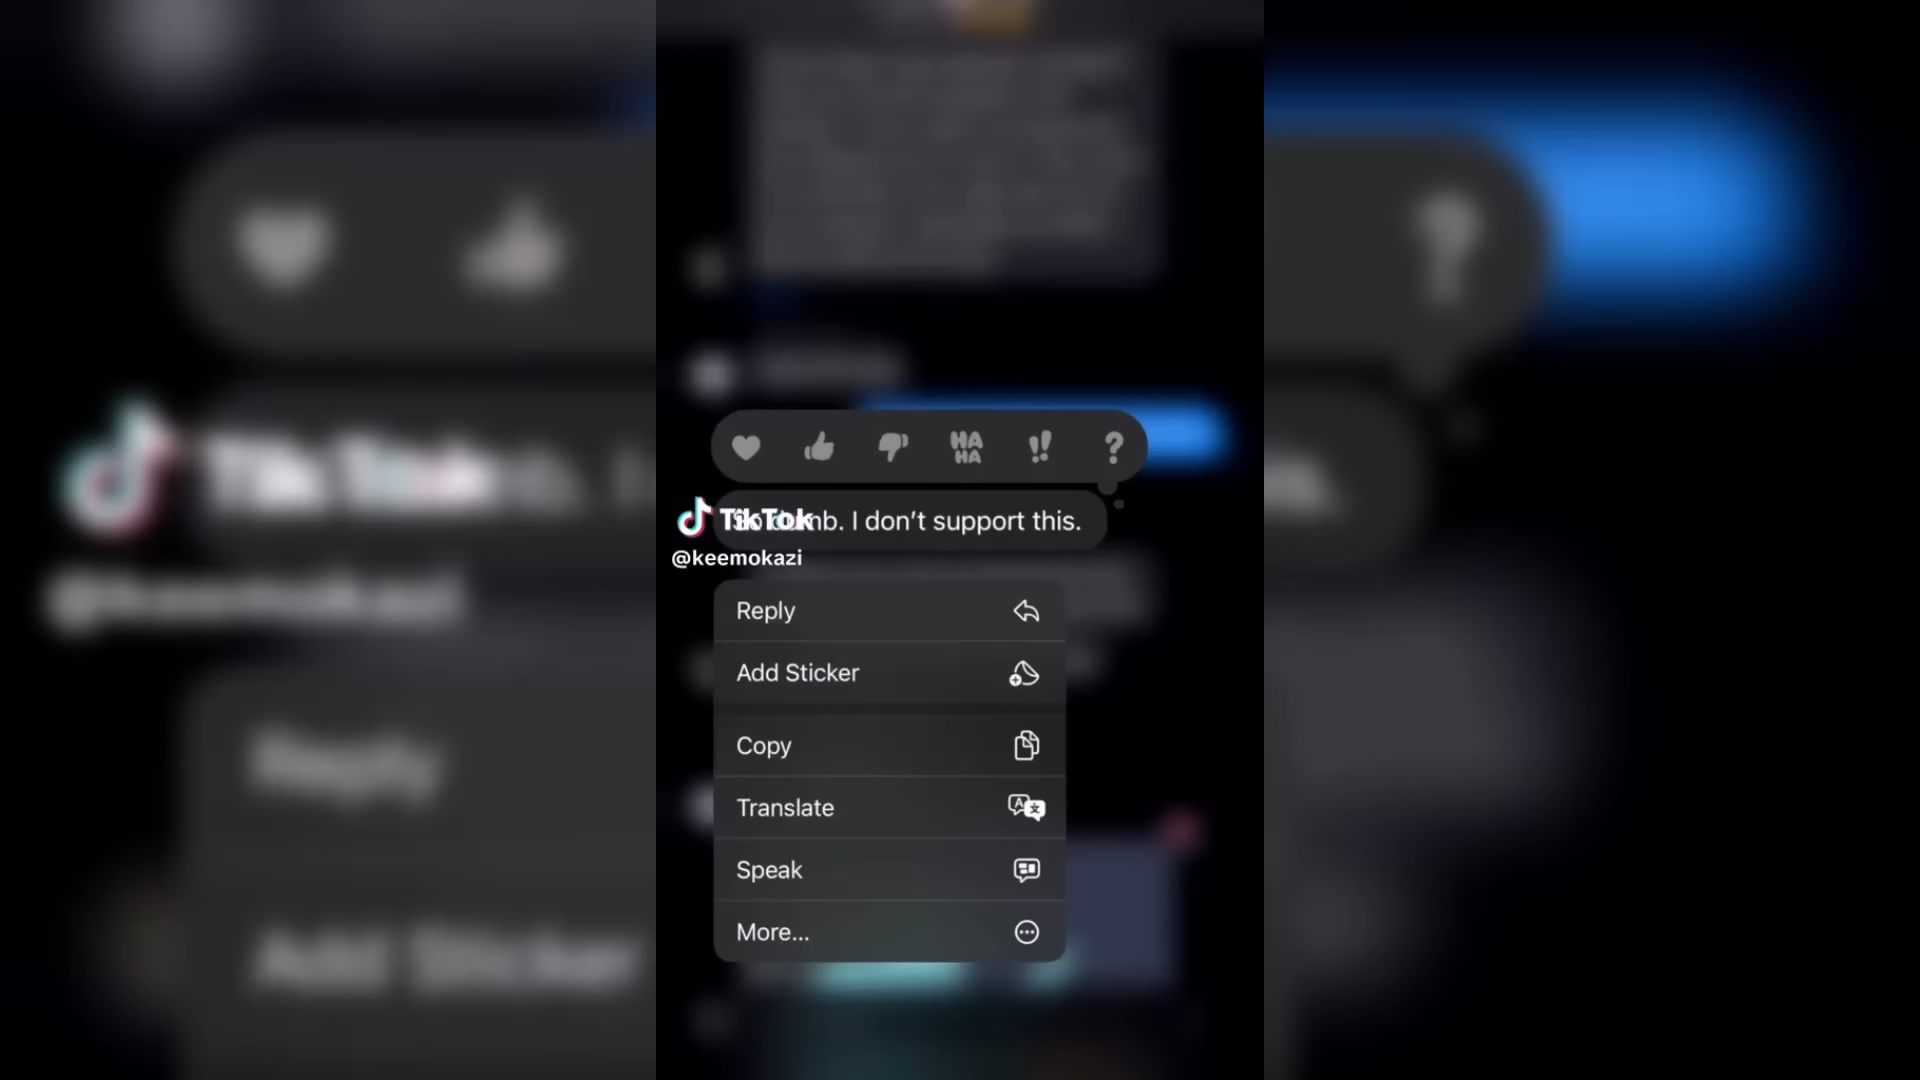 HA
HA
!!
?
TikTok
mb. I don’t support this.
@keemokazi
Reply
Add Sticker
Copy
Translate
Speak
More...